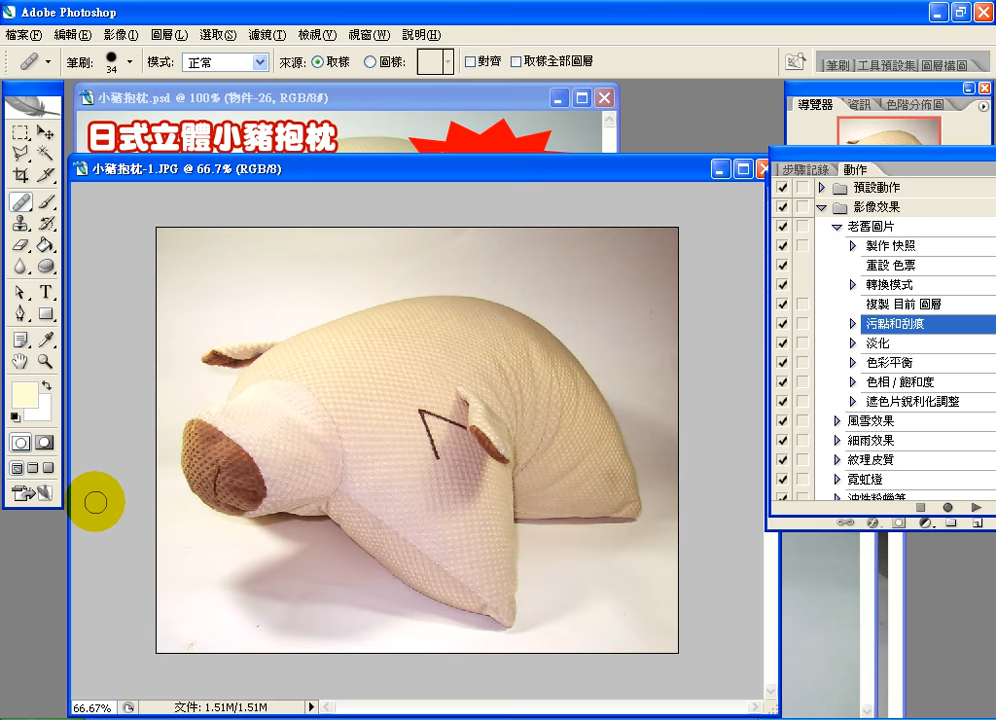 Adobe Photoshop
檔案(F) 編輯(E) 影像(I) 圖層(L) 選取(S) 濾鏡(T) 檢視(V) 視窗(W) 說明(H)
筆刷: 34 模式: 正常 來源: 取樣 圖樣: 對齊 取樣全部圖層
筆刷 工具預設集 圖層構圖
小豬抱枕.psd @ 100% (物件-26, RGB/8#)
導覽器 資訊 色階分佈圖
日式立體小豬抱枕
小豬抱枕-1.JPG @ 66.7% (RGB/8)
步驟記錄 動作
預設動作
影像效果
老舊圖片
製作 快照
重設 色票
轉換模式
複製 目前 圖層
污點和刮痕
淡化
色彩平衡
色相 / 飽和度
遮色片銳利化調整
風雪效果
細雨效果
紋理皮質
霓虹燈
油性粉蠟筆
66.67% 文件: 1.51M/1.51M